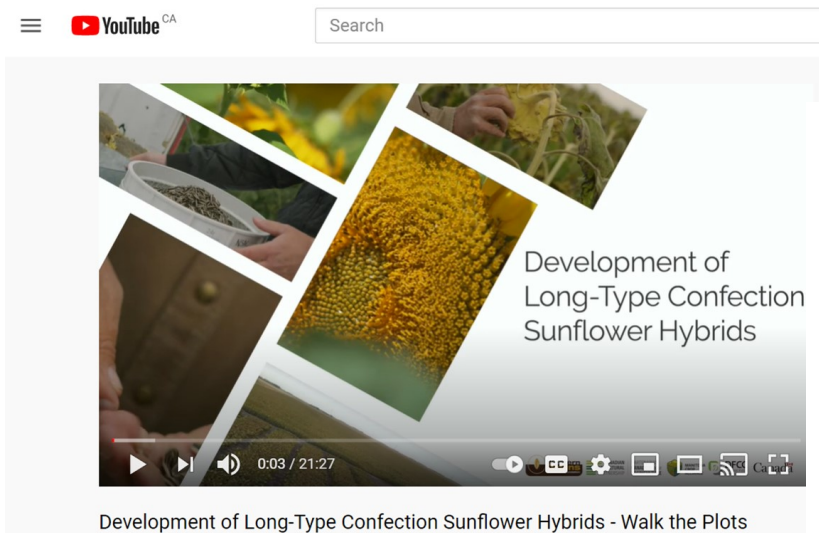 YouTube CA
Search
Development of
Long-Type Confection
Sunflower Hybrids
0:03 / 21:27
CC
Canada
Development of Long-Type Confection Sunflower Hybrids - Walk the Plots